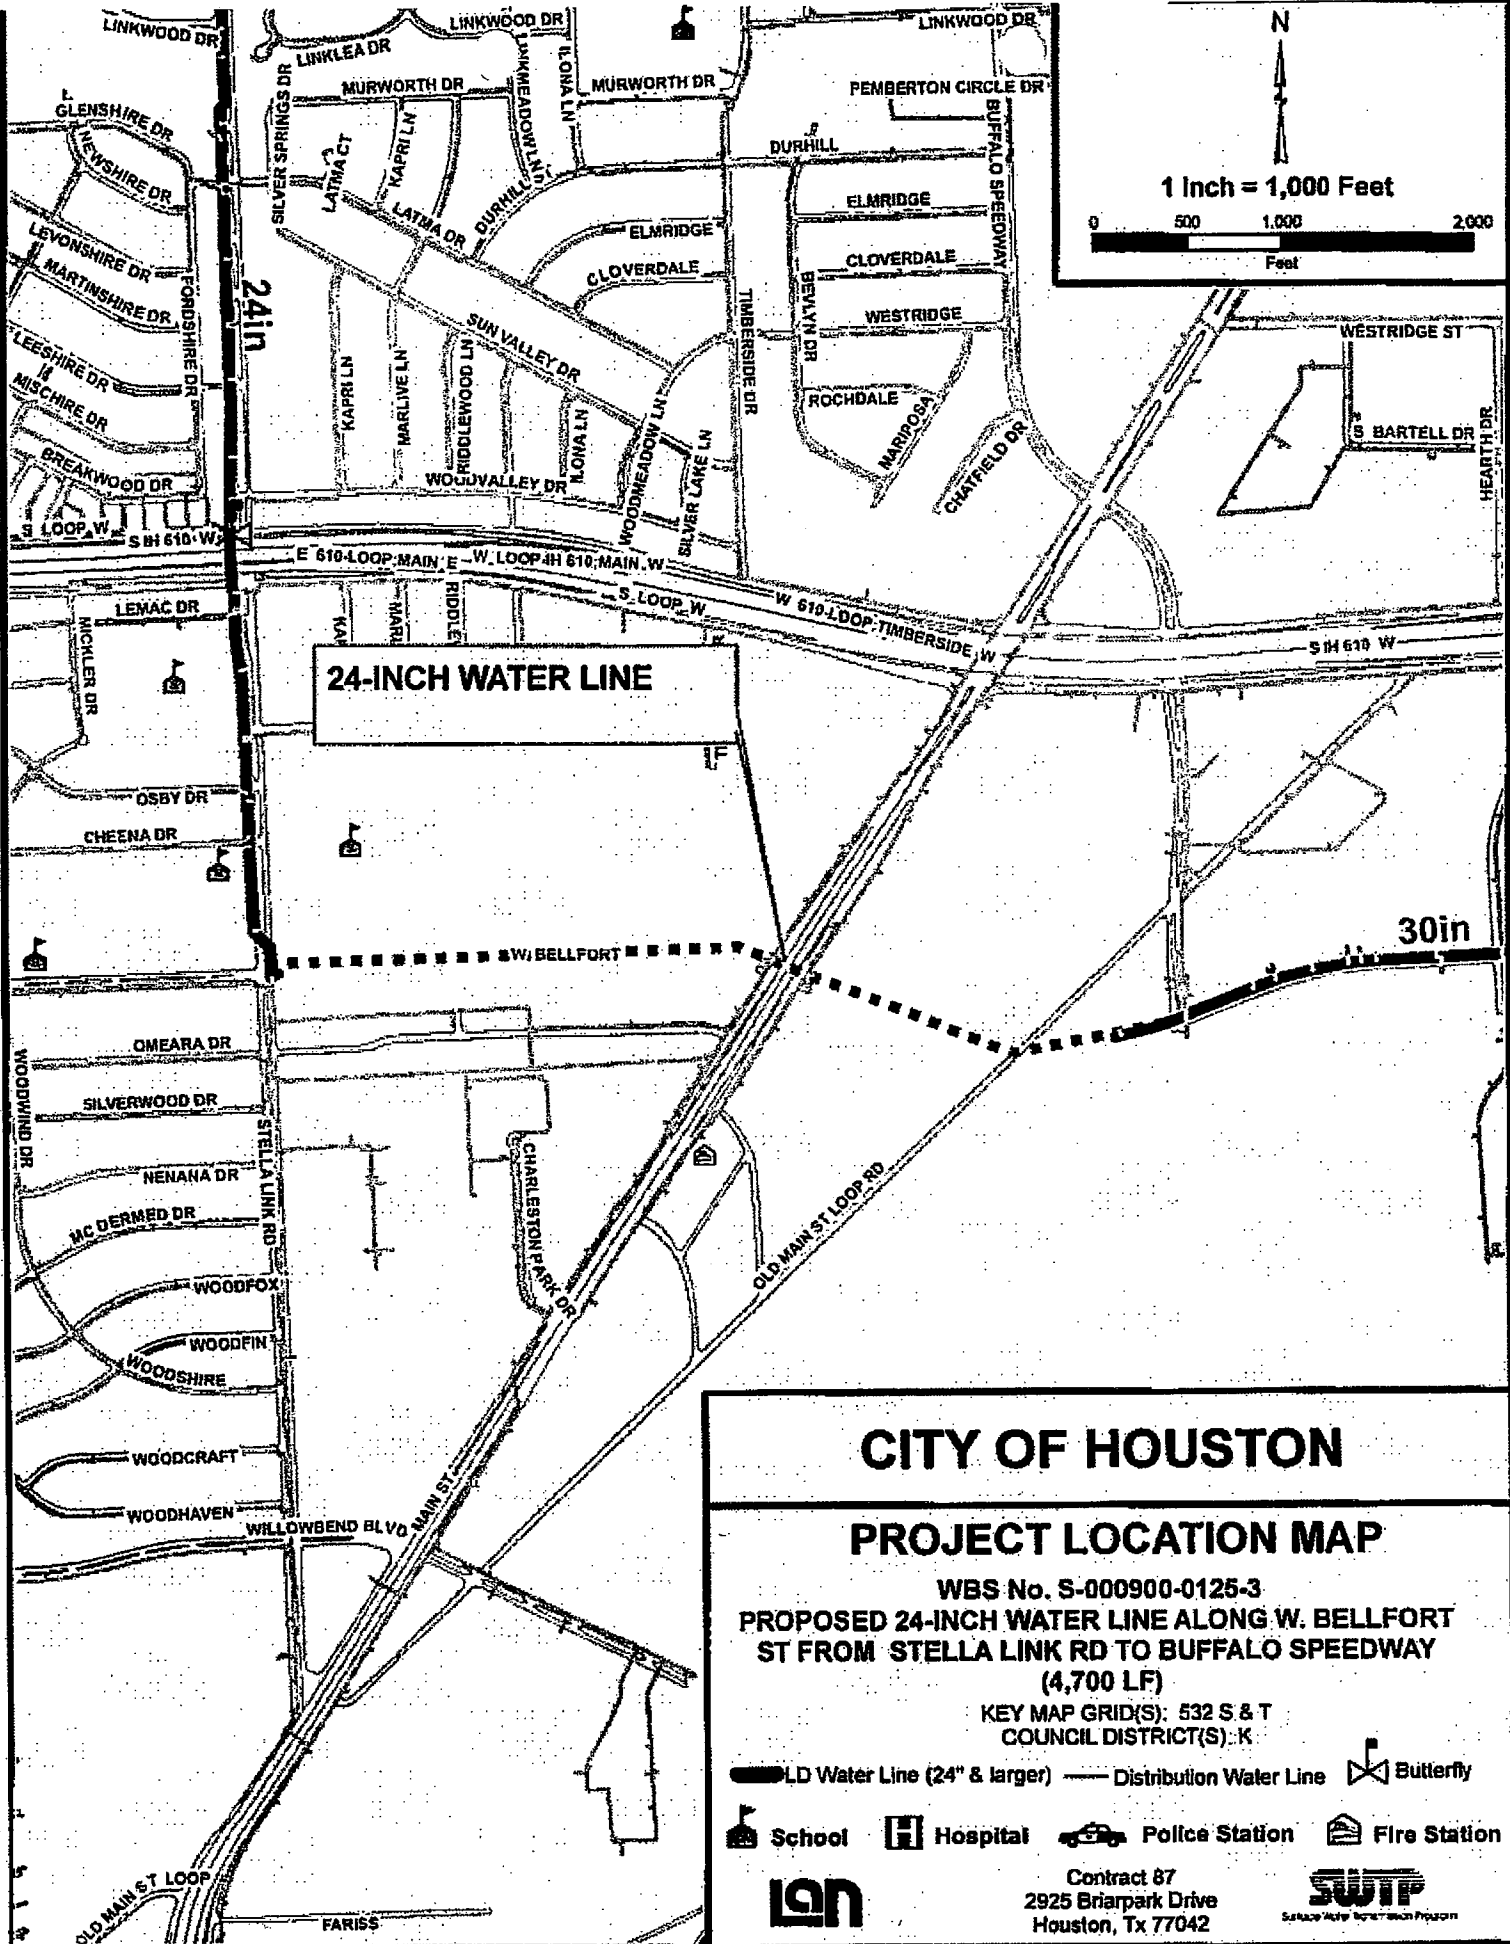 LINKWOOD DR
LINKLEA DR
LINKWOOD DR
LINKWOOD DR
MURWORTH DR
LINKMEADOW LN
ILONA LN
MURWORTH DR
PEMBERTON CIRCLE DR
GLENSHIRE DR
NEWSHIRE DR
SILVER SPRINGS DR
LATMA CT
KAPRI LN
DURHILL
DURHILL
BUFFALO SPEEDWAY
N
1 Inch = 1,000 Feet
0 500 1,000 2,000
Feet
LATMA DR
ELMRIDGE
ELMRIDGE
LEVONSHIRE DR
MARTINSHIRE DR
FORDSHIRE DR
24in
CLOVERDALE
CLOVERDALE
TIMBERSIDE DR
BEVLYN DR
WESTRIDGE
WESTRIDGE ST
SUN VALLEY DR
LEESHIRE DR
MISCHIRE DR
KAPRI LN
MARLIVE LN
RIDDLEWOOD LN
ILONA LN
WOODMEADOW LN
SILVER LAKE LN
ROCHDALE
MARIPOSA
CHATFIELD DR
S BARTELL DR
HEARTH DR
BREAKWOOD DR
WOODVALLEY DR
S LOOP W
S IH 610 W
E 610-LOOP;MAIN E
W LOOP-IH 610;MAIN W
S LOOP W
W 610-LOOP TIMBERSIDE W
S IH 610 W
LEMAC DR
MICKLER DR
KAP
MARL
RIDDLE
24-INCH WATER LINE
OSBY DR
CHEENA DR
30in
W. BELLFORT
OMEARA DR
WOODWIND DR
SILVERWOOD DR
STELLA LINK RD
NENANA DR
MC DERMED DR
CHARLESTON PARK DR
OLD MAIN ST LOOP RD
WOODFOX
WOODFIN
WOODSHIRE
WOODCRAFT
WOODHAVEN
WILLOWBEND BLVD
MAIN ST
OLD MAIN ST LOOP
FARISS
CITY OF HOUSTON
PROJECT LOCATION MAP
WBS No. S-000900-0125-3
PROPOSED 24-INCH WATER LINE ALONG W. BELLFORT
ST FROM STELLA LINK RD TO BUFFALO SPEEDWAY
(4,700 LF)
KEY MAP GRID(S): 532 S & T
COUNCIL DISTRICT(S): K
LD Water Line (24" & larger) Distribution Water Line Butterfly
School Hospital Police Station Fire Station
lan
Contract 87
2925 Briarpark Drive
Houston, Tx 77042
SWTP
Surface Water Transmission Program